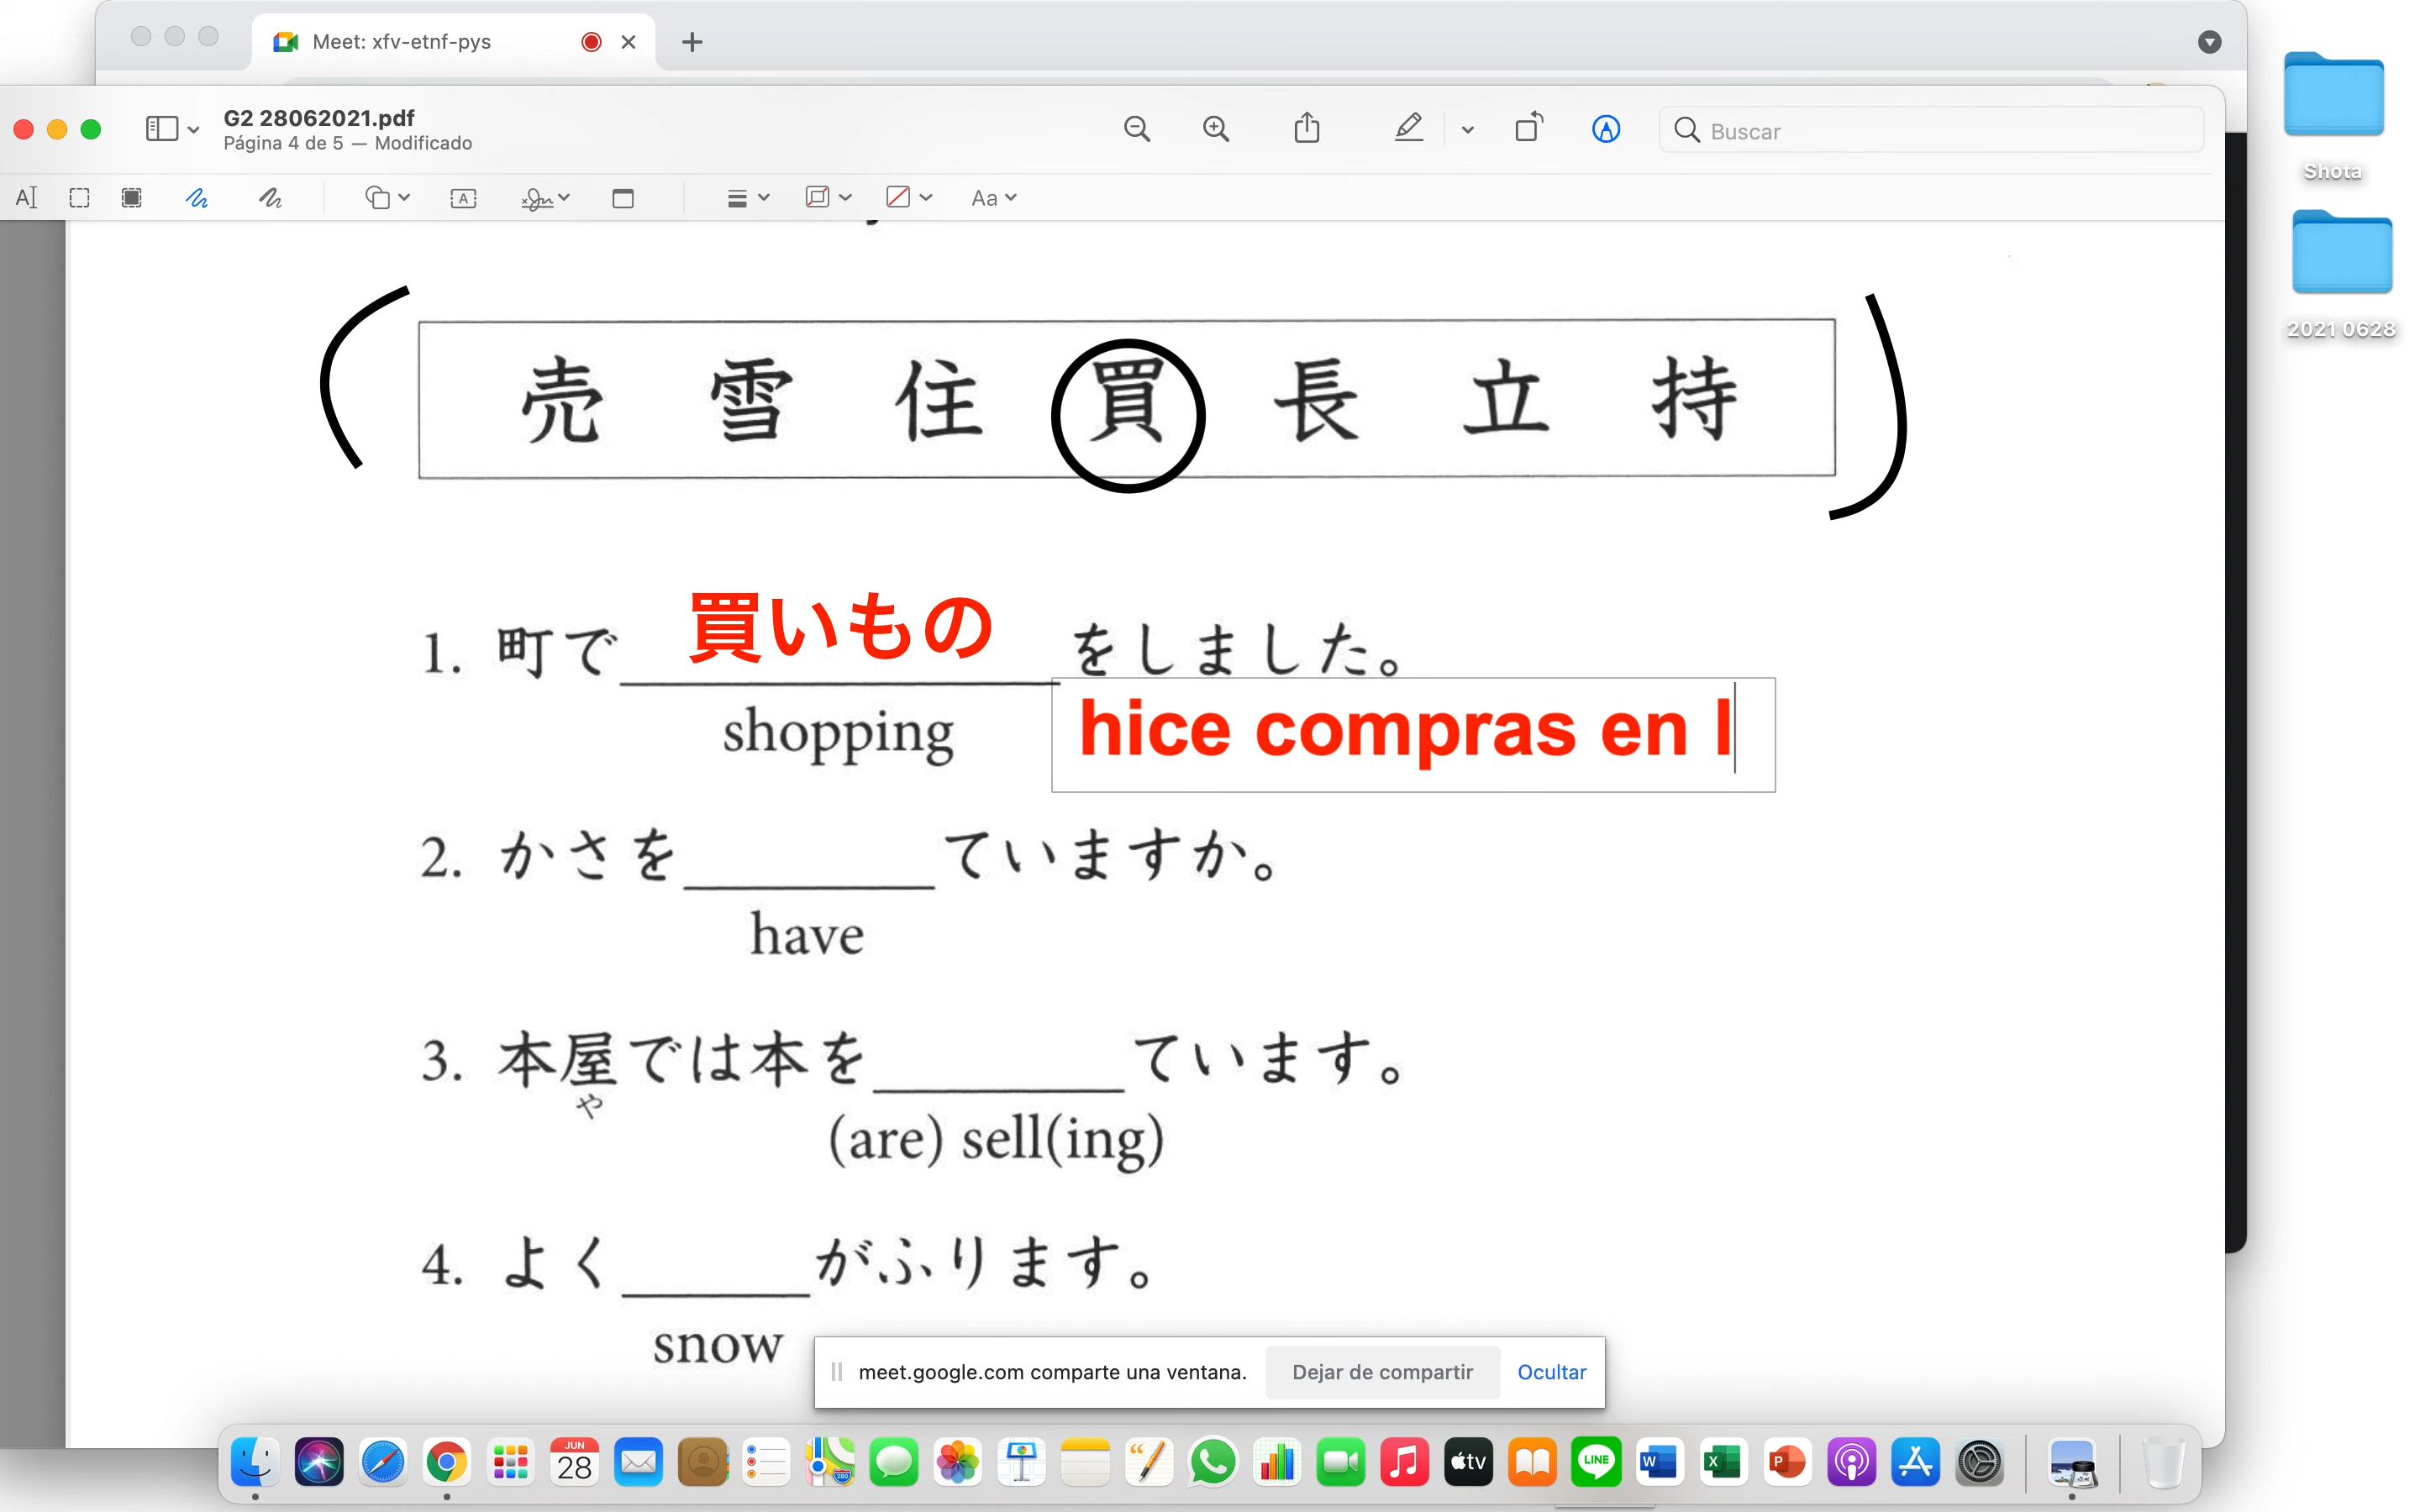 Meet: xfv-etnf-pys
G2 28062021.pdf
Página 4 de 5 — Modificado
Buscar
Aa
Shota
2021 0628
売 雪 住 買 長 立 持
1. 町で 買いもの をしました。
shopping
hice compras en l
2. かさを ていますか。
have
3. 本屋では本を ています。
や
(are) sell(ing)
4. よく がふります。
snow
meet.google.com comparte una ventana. Dejar de compartir Ocultar
JUN
28
280
tv
LINE
W
X
P